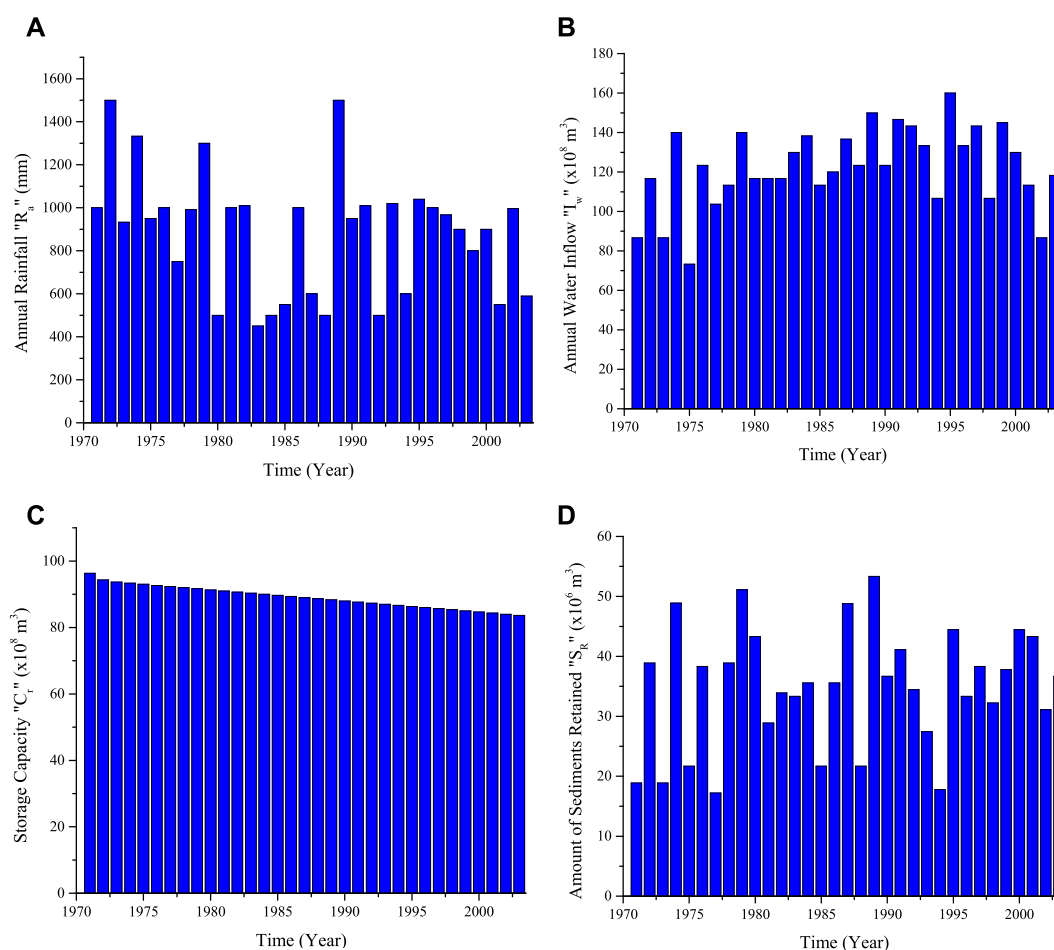 A
Annual Rainfall "Ra" (mm)
1600
1400
1200
1000
800
600
400
200
0
1970 1975 1980 1985 1990 1995 2000
Time (Year)
B
Annual Water Inflow "Iw" (x10⁸ m³)
180
160
140
120
100
80
60
40
20
0
1970 1975 1980 1985 1990 1995 2000
Time (Year)
C
Storage Capacity "Cr" (x10⁸ m³)
100
80
60
40
20
0
1970 1975 1980 1985 1990 1995 2000
Time (Year)
D
Amount of Sediments Retained "SR" (x10⁶ m³)
60
50
40
30
20
10
0
1970 1975 1980 1985 1990 1995 2000
Time (Year)